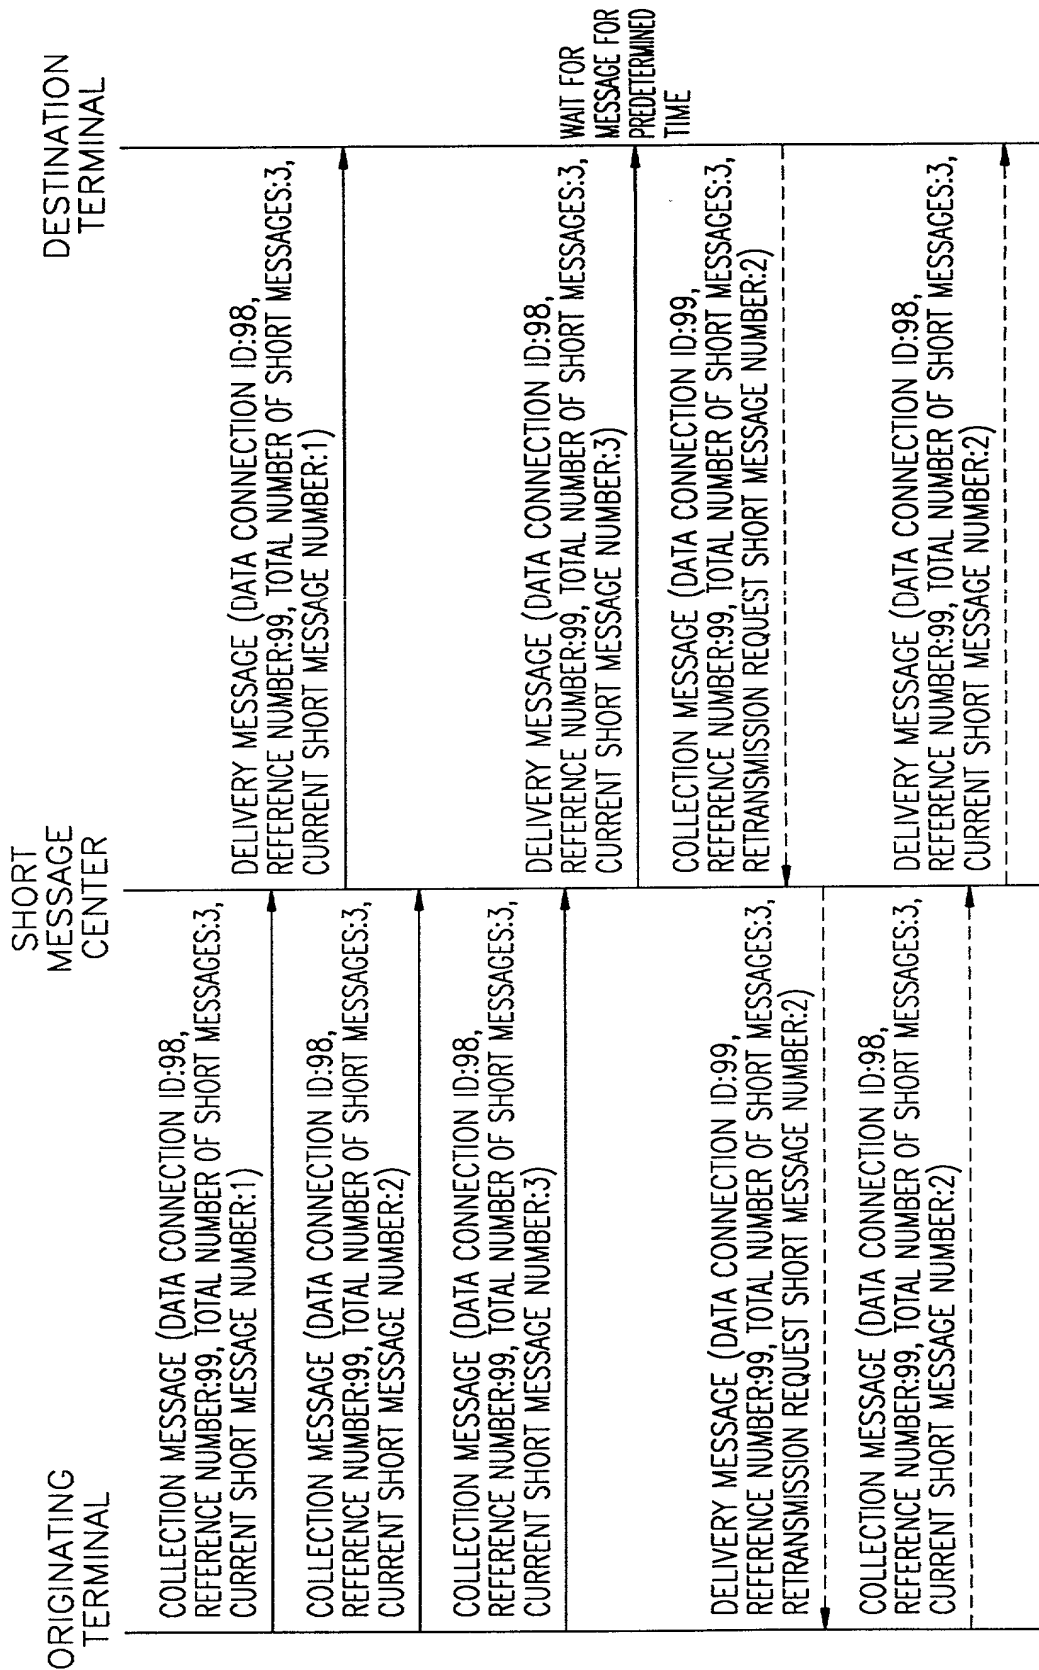 ORIGINATING
TERMINAL
SHORT
MESSAGE
CENTER
DESTINATION
TERMINAL
COLLECTION MESSAGE (DATA CONNECTION ID:98,
REFERENCE NUMBER:99, TOTAL NUMBER OF SHORT MESSAGES:3,
CURRENT SHORT MESSAGE NUMBER:1)
DELIVERY MESSAGE (DATA CONNECTION ID:98,
REFERENCE NUMBER:99, TOTAL NUMBER OF SHORT MESSAGES:3,
CURRENT SHORT MESSAGE NUMBER:1)
COLLECTION MESSAGE (DATA CONNECTION ID:98,
REFERENCE NUMBER:99, TOTAL NUMBER OF SHORT MESSAGES:3,
CURRENT SHORT MESSAGE NUMBER:2)
COLLECTION MESSAGE (DATA CONNECTION ID:98,
REFERENCE NUMBER:99, TOTAL NUMBER OF SHORT MESSAGES:3,
CURRENT SHORT MESSAGE NUMBER:3)
DELIVERY MESSAGE (DATA CONNECTION ID:98,
REFERENCE NUMBER:99, TOTAL NUMBER OF SHORT MESSAGES:3,
CURRENT SHORT MESSAGE NUMBER:3)
WAIT FOR
MESSAGE FOR
PREDETERMINED
TIME
COLLECTION MESSAGE (DATA CONNECTION ID:99,
REFERENCE NUMBER:99, TOTAL NUMBER OF SHORT MESSAGES:3,
RETRANSMISSION REQUEST SHORT MESSAGE NUMBER:2)
DELIVERY MESSAGE (DATA CONNECTION ID:99,
REFERENCE NUMBER:99, TOTAL NUMBER OF SHORT MESSAGES:3,
RETRANSMISSION REQUEST SHORT MESSAGE NUMBER:2)
COLLECTION MESSAGE (DATA CONNECTION ID:98,
REFERENCE NUMBER:99, TOTAL NUMBER OF SHORT MESSAGES:3,
CURRENT SHORT MESSAGE NUMBER:2)
DELIVERY MESSAGE (DATA CONNECTION ID:98,
REFERENCE NUMBER:99, TOTAL NUMBER OF SHORT MESSAGES:3,
CURRENT SHORT MESSAGE NUMBER:2)